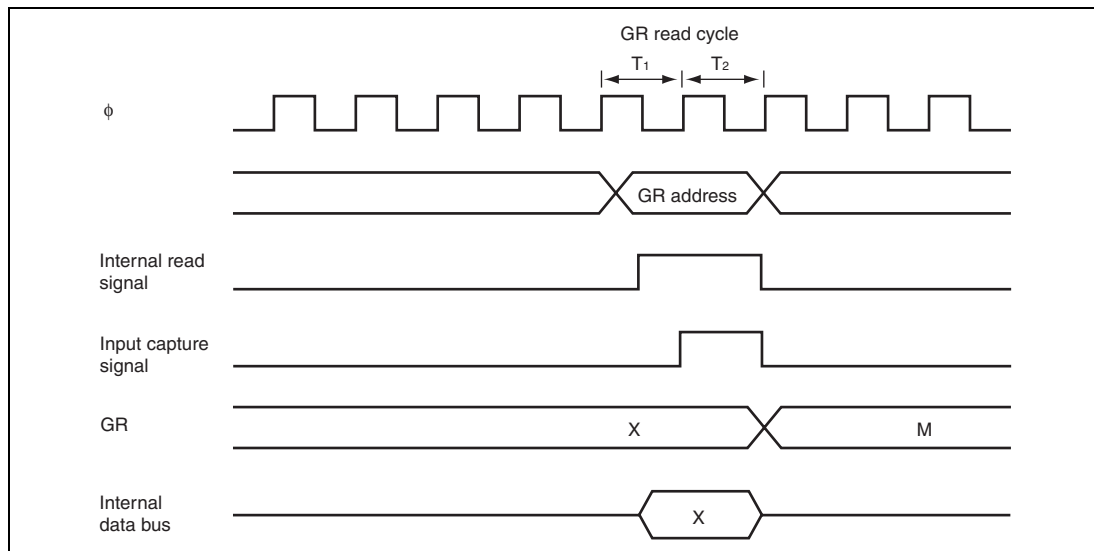 GR read cycle
T1 T2
ϕ
GR address
Internal read
signal
Input capture
signal
GR
X M
Internal
data bus
X